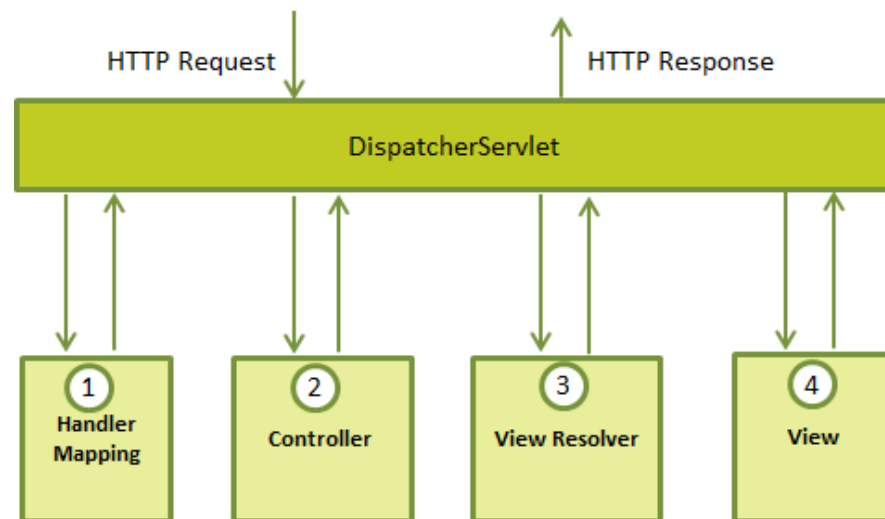 HTTP Request
HTTP Response
DispatcherServlet
1
2
3
4
Handler
Mapping
Controller
View Resolver
View